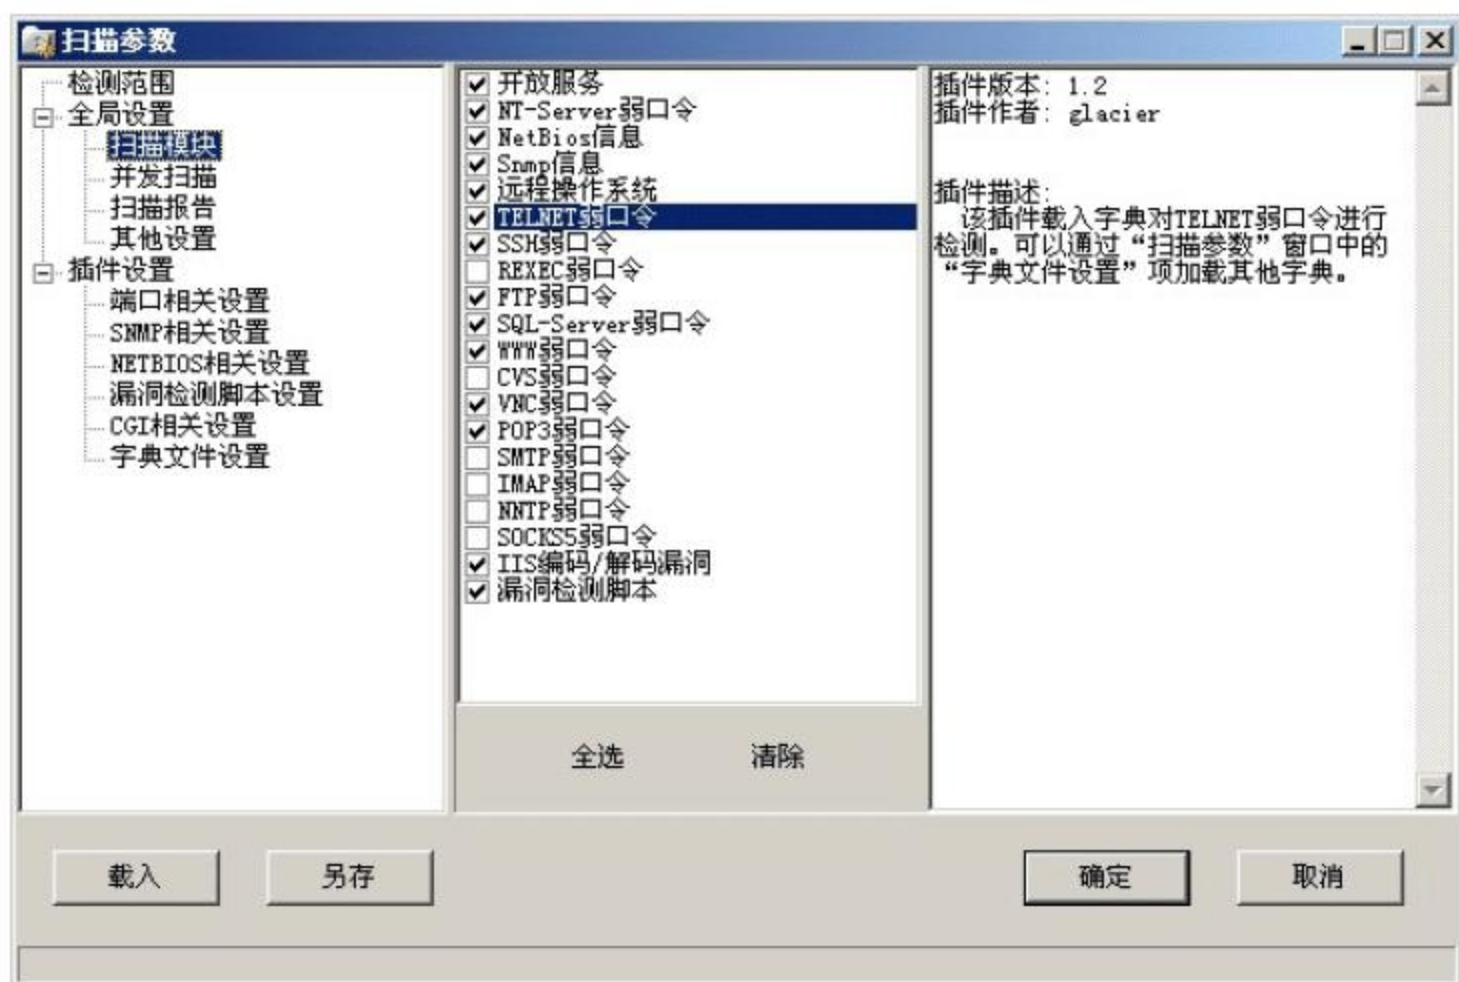 扫描参数
检测范围
全局设置
扫描模块
并发扫描
扫描报告
其他设置
插件设置
端口相关设置
SNMP相关设置
NETBIOS相关设置
漏洞检测脚本设置
CGI相关设置
字典文件设置
开放服务
NT-Server弱口令
NetBios信息
Snmp信息
远程操作系统
TELNET弱口令
SSH弱口令
REXEC弱口令
FTP弱口令
SQL-Server弱口令
WWW弱口令
CVS弱口令
VNC弱口令
POP3弱口令
SMTP弱口令
IMAP弱口令
NNTP弱口令
SOCKS5弱口令
IIS编码/解码漏洞
漏洞检测脚本
全选 清除
插件版本: 1.2
插件作者: glacier
插件描述:
该插件载入字典对TELNET弱口令进行
检测。可以通过“扫描参数”窗口中的
“字典文件设置”项加载其他字典。
载入 另存 确定 取消